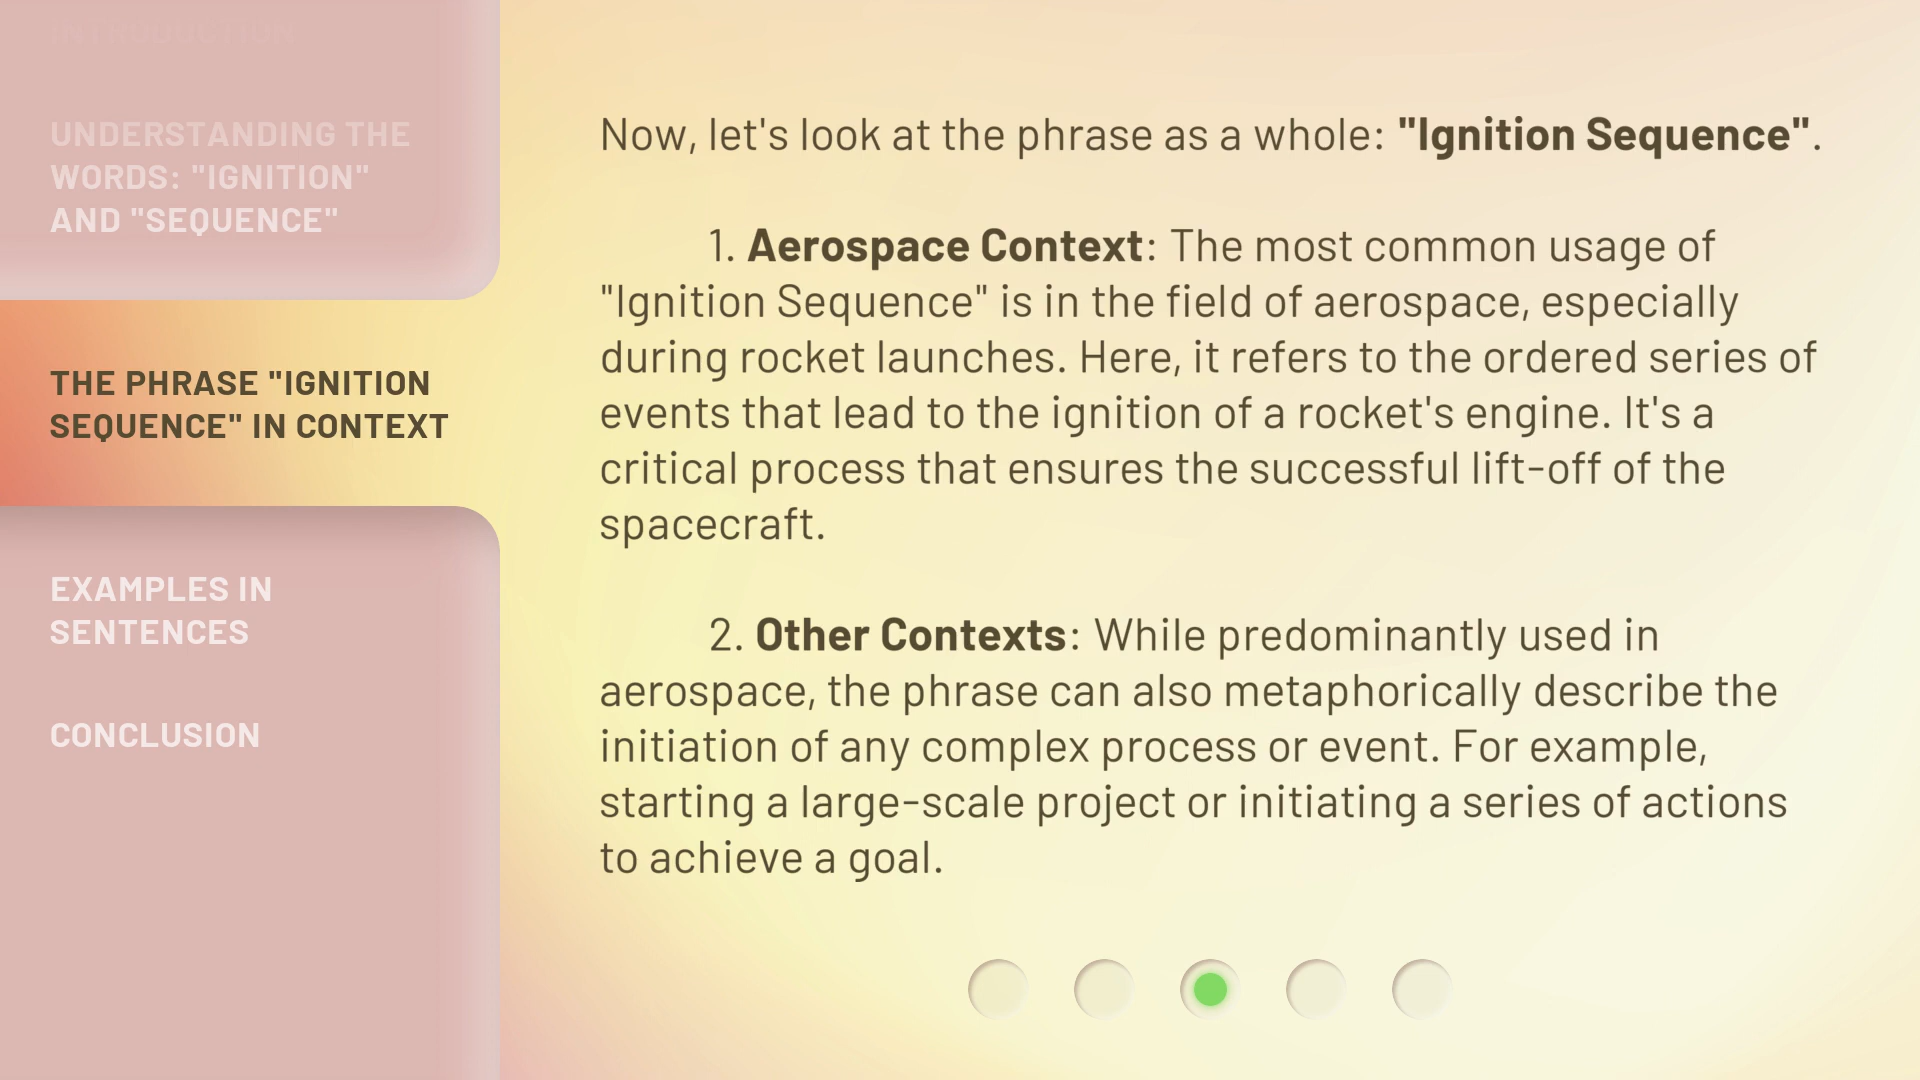 INTRODUCTION
UNDERSTANDING THE
WORDS: "IGNITION"
AND "SEQUENCE"
THE PHRASE "IGNITION
SEQUENCE" IN CONTEXT
EXAMPLES IN
SENTENCES
CONCLUSION
Now, let's look at the phrase as a whole: "Ignition Sequence".
1. Aerospace Context: The most common usage of
"Ignition Sequence" is in the field of aerospace, especially
during rocket launches. Here, it refers to the ordered series of
events that lead to the ignition of a rocket's engine. It's a
critical process that ensures the successful lift-off of the
spacecraft.
2. Other Contexts: While predominantly used in
aerospace, the phrase can also metaphorically describe the
initiation of any complex process or event. For example,
starting a large-scale project or initiating a series of actions
to achieve a goal.